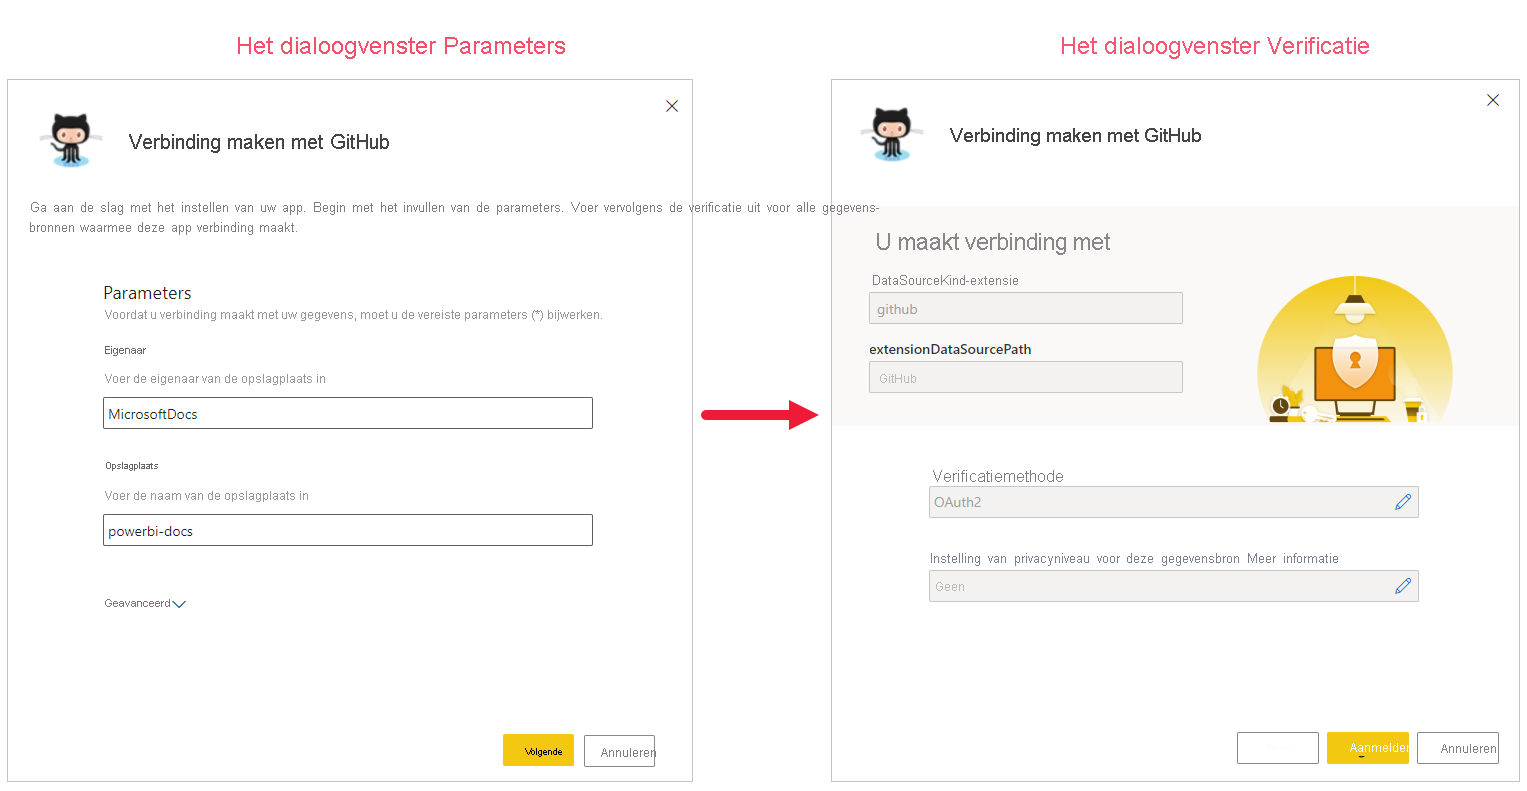 Het dialoogvenster Parameters
Verbinding maken met GitHub
Ga aan de slag met het instellen van uw app. Begin met het invullen van de parameters. Voer vervolgens de verificatie uit voor alle gegevens-
bronnen waarmee deze app verbinding maakt.
Parameters
Voordat u verbinding maakt met uw gegevens, moet u de vereiste parameters (*) bijwerken.
Eigenaar
Voer de eigenaar van de opslagplaats in
MicrosoftDocs
Opslagplaats
Voer de naam van de opslagplaats in
powerbi-docs
Geavanceerd
Volgende
Annuleren
Het dialoogvenster Verificatie
Verbinding maken met GitHub
U maakt verbinding met
DataSourceKind-extensie
github
extensionDataSourcePath
GitHub
Verificatiemethode
OAuth2
Instelling van privacyniveau voor deze gegevensbron Meer informatie
Geen
Aanmelden
Annuleren